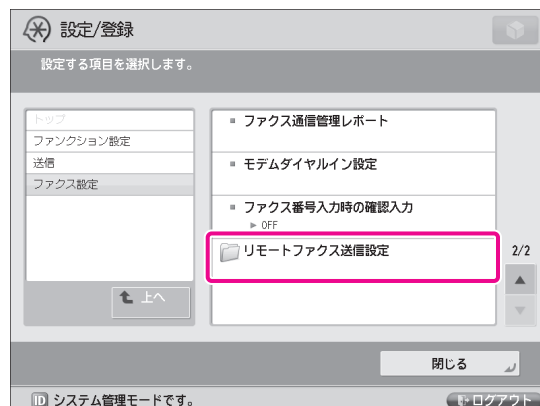 設定/登録
設定する項目を選択します。
トップ
ファンクション設定
送信
ファクス設定
上へ
ファクス通信管理レポート
モデムダイヤルイン設定
ファクス番号入力時の確認入力
▶ OFF
リモートファクス送信設定
2/2
閉じる
ID システム管理モードです。
ログアウト